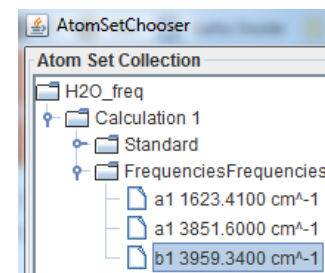 AtomSetChooser
Atom Set Collection
H2O_freq
Calculation 1
Standard
FrequenciesFrequencies
a1 1623.4100 cm^-1
a1 3851.6000 cm^-1
b1 3959.3400 cm^-1